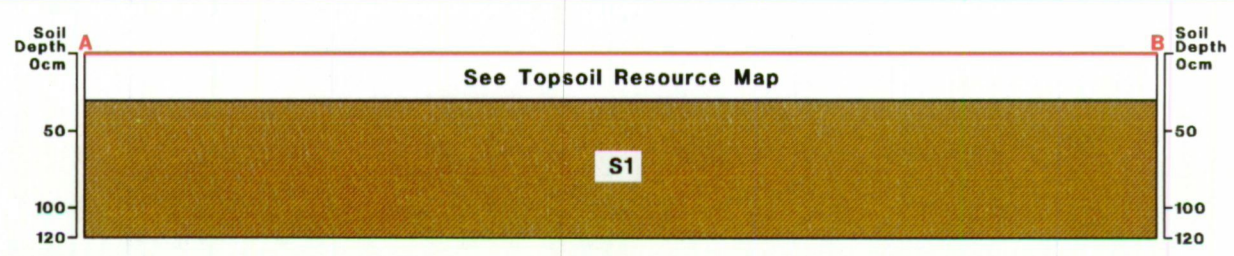 Soil
Depth
0cm
A
B
Soil
Depth
0cm
See Topsoil Resource Map
50
50
S1
100
100
120
120